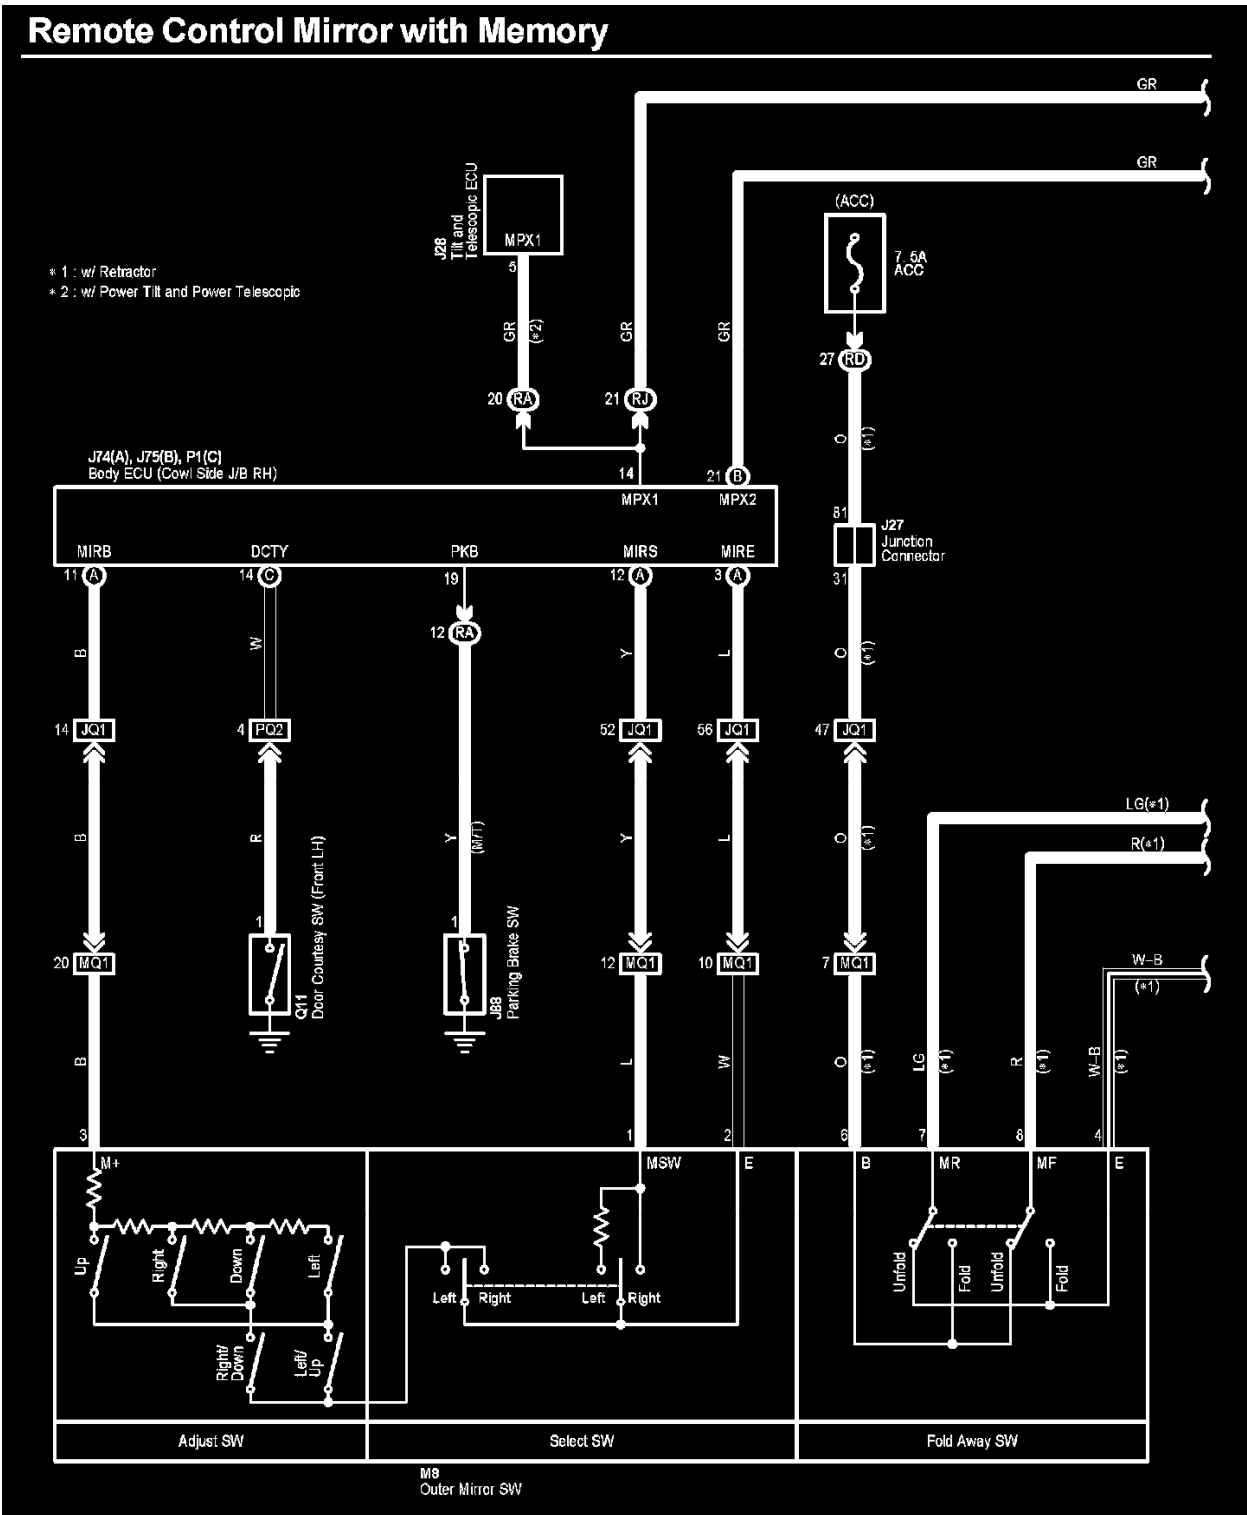 Remote Control Mirror with Memory
GR
GR
(ACC)
J28
Tilt and
Telescopic ECU
MPX1
5
7. 5A
ACC
* 1 : w/ Retractor
* 2 : w/ Power Tilt and Power Telescopic
GR
(*2)
GR
GR
27 RD
20 RA
21 RJ
O
(*1)
J74(A), J75(B), P1(C)
Body ECU (Cowl Side J/B RH)
14
21 B
MPX1
MPX2
81
J27
Junction
Connector
MIRB
DCTY
PKB
MIRS
MIRE
11 A
14 C
19
12 A
3 A
31
12 RA
B
W
Y
L
O
(*1)
14 JQ1
4 PQ2
52 JQ1
56 JQ1
47 JQ1
LG(*1)
R(*1)
B
R
Y
(M/T)
Y
L
O
(*1)
1
1
Q11
Door Courtesy SW (Front LH)
J88
Parking Brake SW
20 MQ1
12 MQ1
10 MQ1
7 MQ1
W-B
(*1)
B
L
W
O
(*1)
LG
(*1)
R
(*1)
W-B
(*1)
3
1
2
6
7
8
4
M+
MSW
E
B
MR
MF
E
Up
Right
Down
Left
Left
Right
Left
Right
Unfold
Fold
Unfold
Fold
Right/
Down
Left/
Up
Adjust SW
Select SW
Fold Away SW
M8
Outer Mirror SW